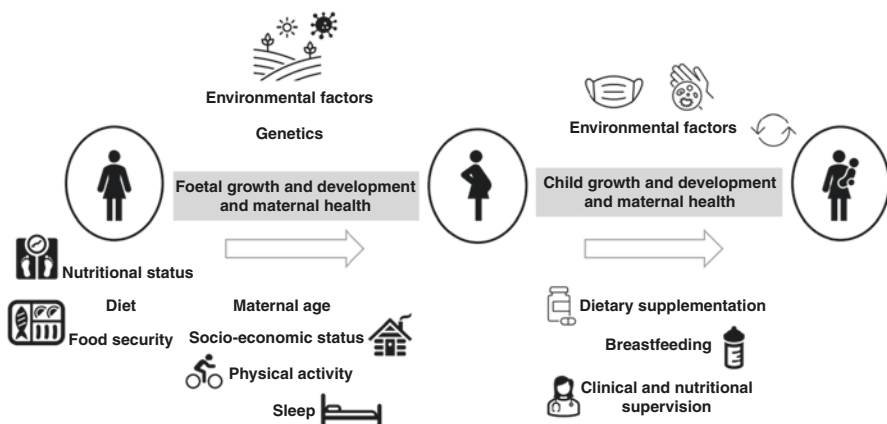 Environmental factors
Genetics
Foetal growth and development
and maternal health
Nutritional status
Diet
Food security
Maternal age
Socio-economic status
Physical activity
Sleep
Environmental factors
Child growth and development
and maternal health
Dietary supplementation
Breastfeeding
Clinical and nutritional
supervision